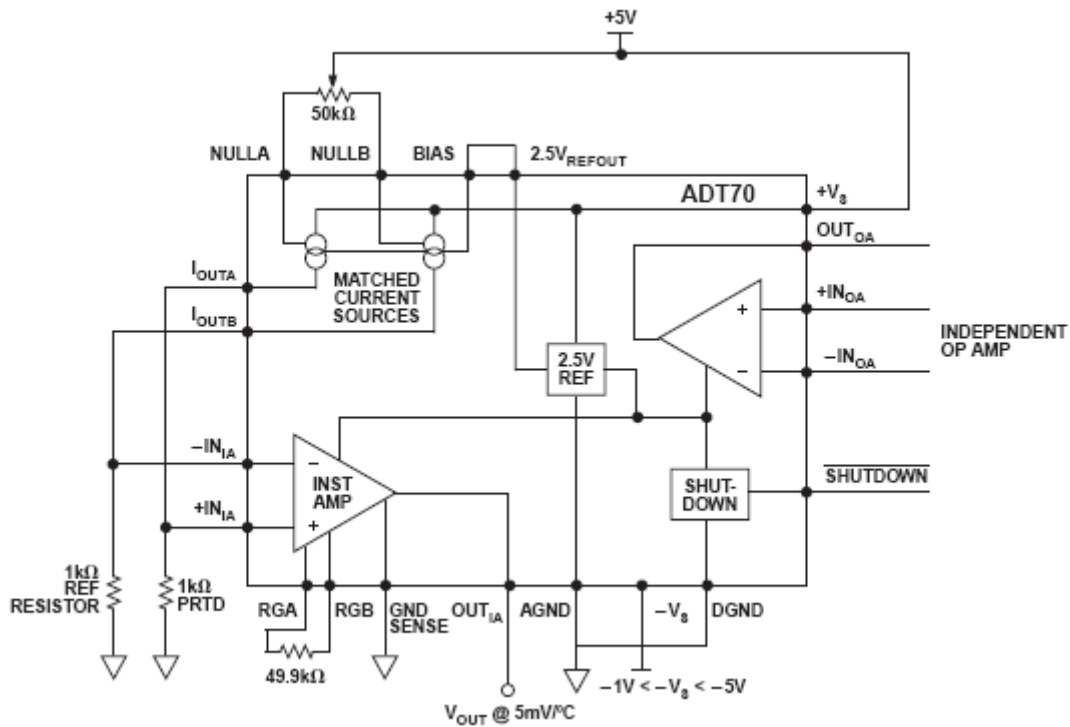 +5V
50kΩ
NULLA
NULLB
BIAS
2.5VREFOUT
ADT70
+VS
OUTOA
IOUTA
MATCHED
CURRENT
SOURCES
+INOA
IOUTB
INDEPENDENT
OP AMP
2.5V
REF
−INOA
−INIA
−
INST
AMP
+
+
−
SHUT-
DOWN
SHUTDOWN
+INIA
1kΩ
REF
RESISTOR
1kΩ
PRTD
RGA
RGB
GND
SENSE
OUTIA
AGND
−VS
DGND
49.9kΩ
−1V < −VS < −5V
VOUT @ 5mV/ºC